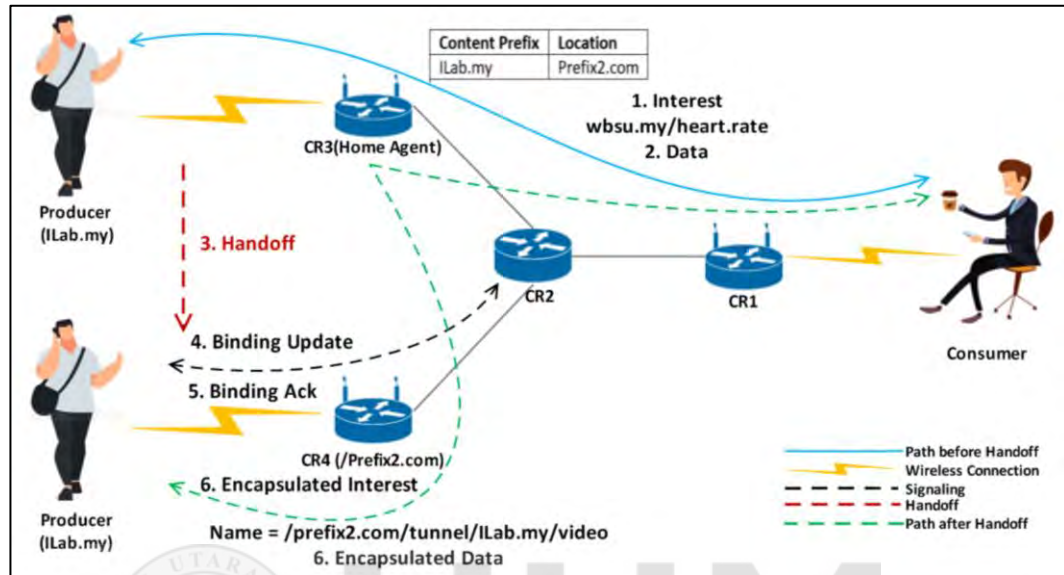 Content Prefix Location
ILab.my Prefix2.com
1. Interest
wbsu.my/heart.rate
2. Data
CR3(Home Agent)
Producer
(ILab.my)
3. Handoff
CR2
CR1
Consumer
4. Binding Update
5. Binding Ack
CR4 (/Prefix2.com)
6. Encapsulated Interest
Producer
(ILab.my)
Name = /prefix2.com/tunnel/ILab.my/video
6. Encapsulated Data
Path before Handoff
Wireless Connection
Signaling
Handoff
Path after Handoff
UTARA